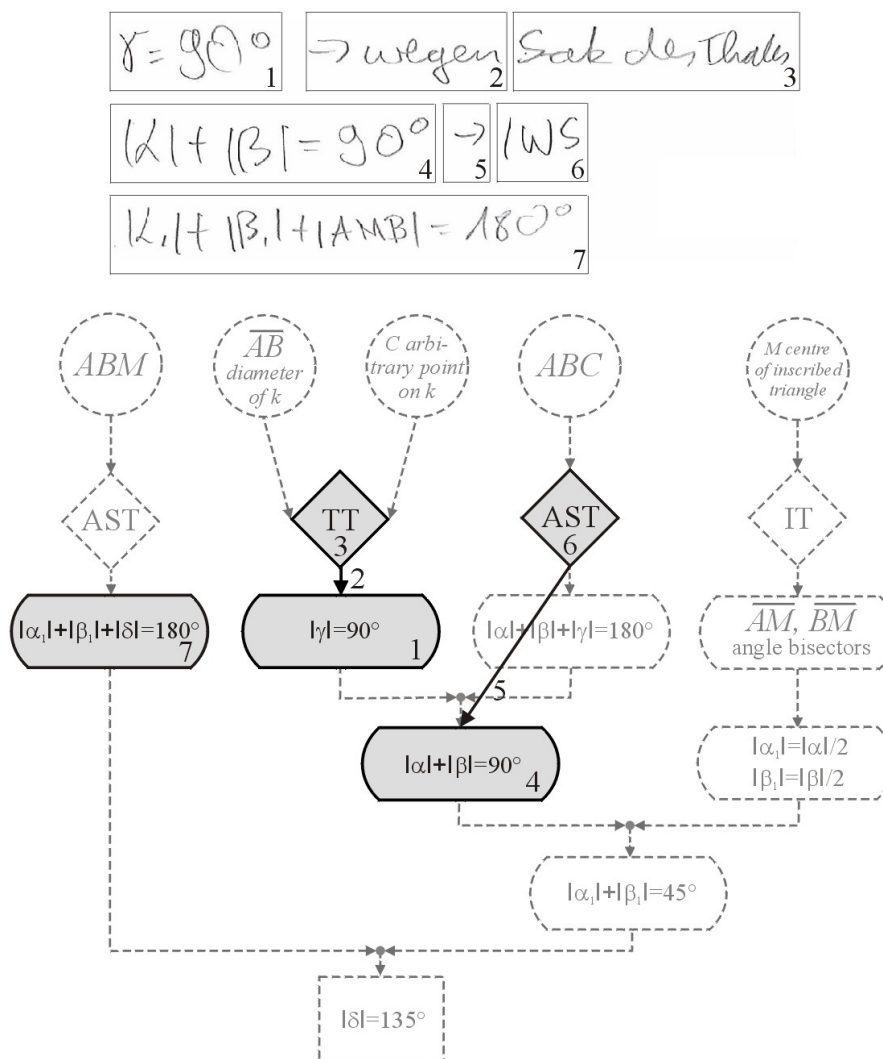 γ = 90° 1 → wegen 2 Satz des Thales 3
|α| + |β| = 90° 4 → 5 IWS 6
|α₁| + |β₁| + |AMB| = 180° 7
ABM
AB diameter of k
C arbi-
trary point
on k
ABC
M centre
of inscribed
triangle
AST
TT
3
AST
6
IT
2
|α₁|+|β₁|+|δ|=180°
7
|γ|=90°
1
|α|+|β|+|γ|=180°
AM, BM
angle bisectors
5
|α|+|β|=90°
4
|α₁|=|α|/2
|β₁|=|β|/2
|α₁|+|β₁|=45°
|δ|=135°